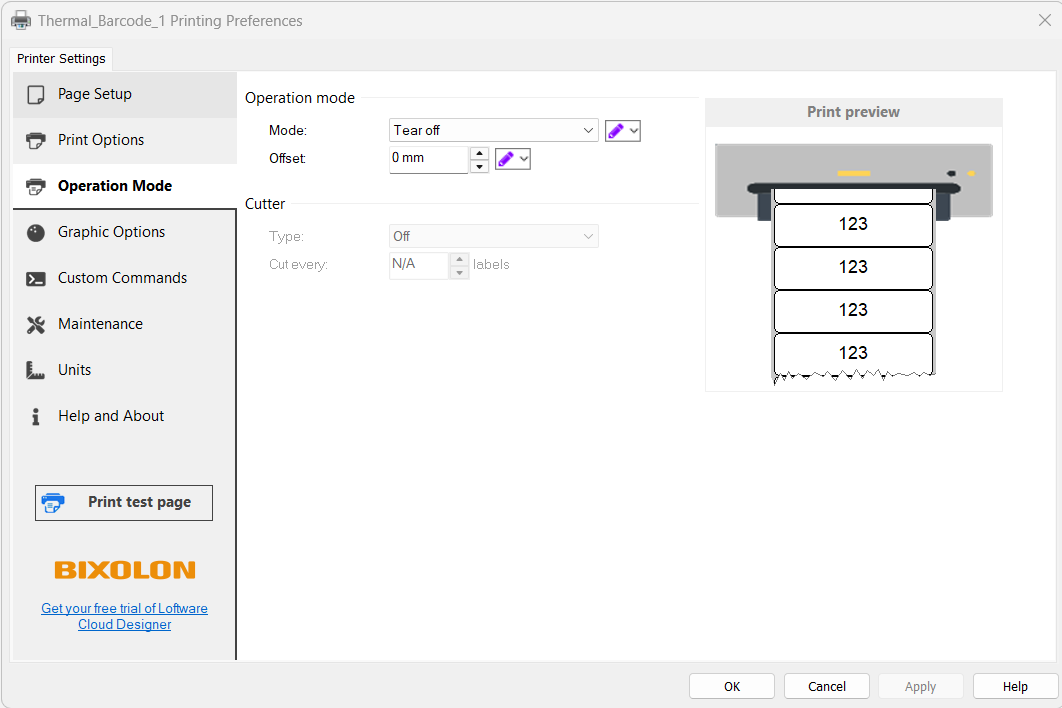 Thermal_Barcode_1 Printing Preferences
Printer Settings
Page Setup
Print Options
Operation Mode
Graphic Options
Custom Commands
Maintenance
Units
Help and About
Print test page
BIXOLON
Get your free trial of Loftware
Cloud Designer
Operation mode
Mode: Tear off
Offset: 0 mm
Cutter
Type: Off
Cut every: N/A labels
Print preview
123
123
123
123
OK Cancel Apply Help